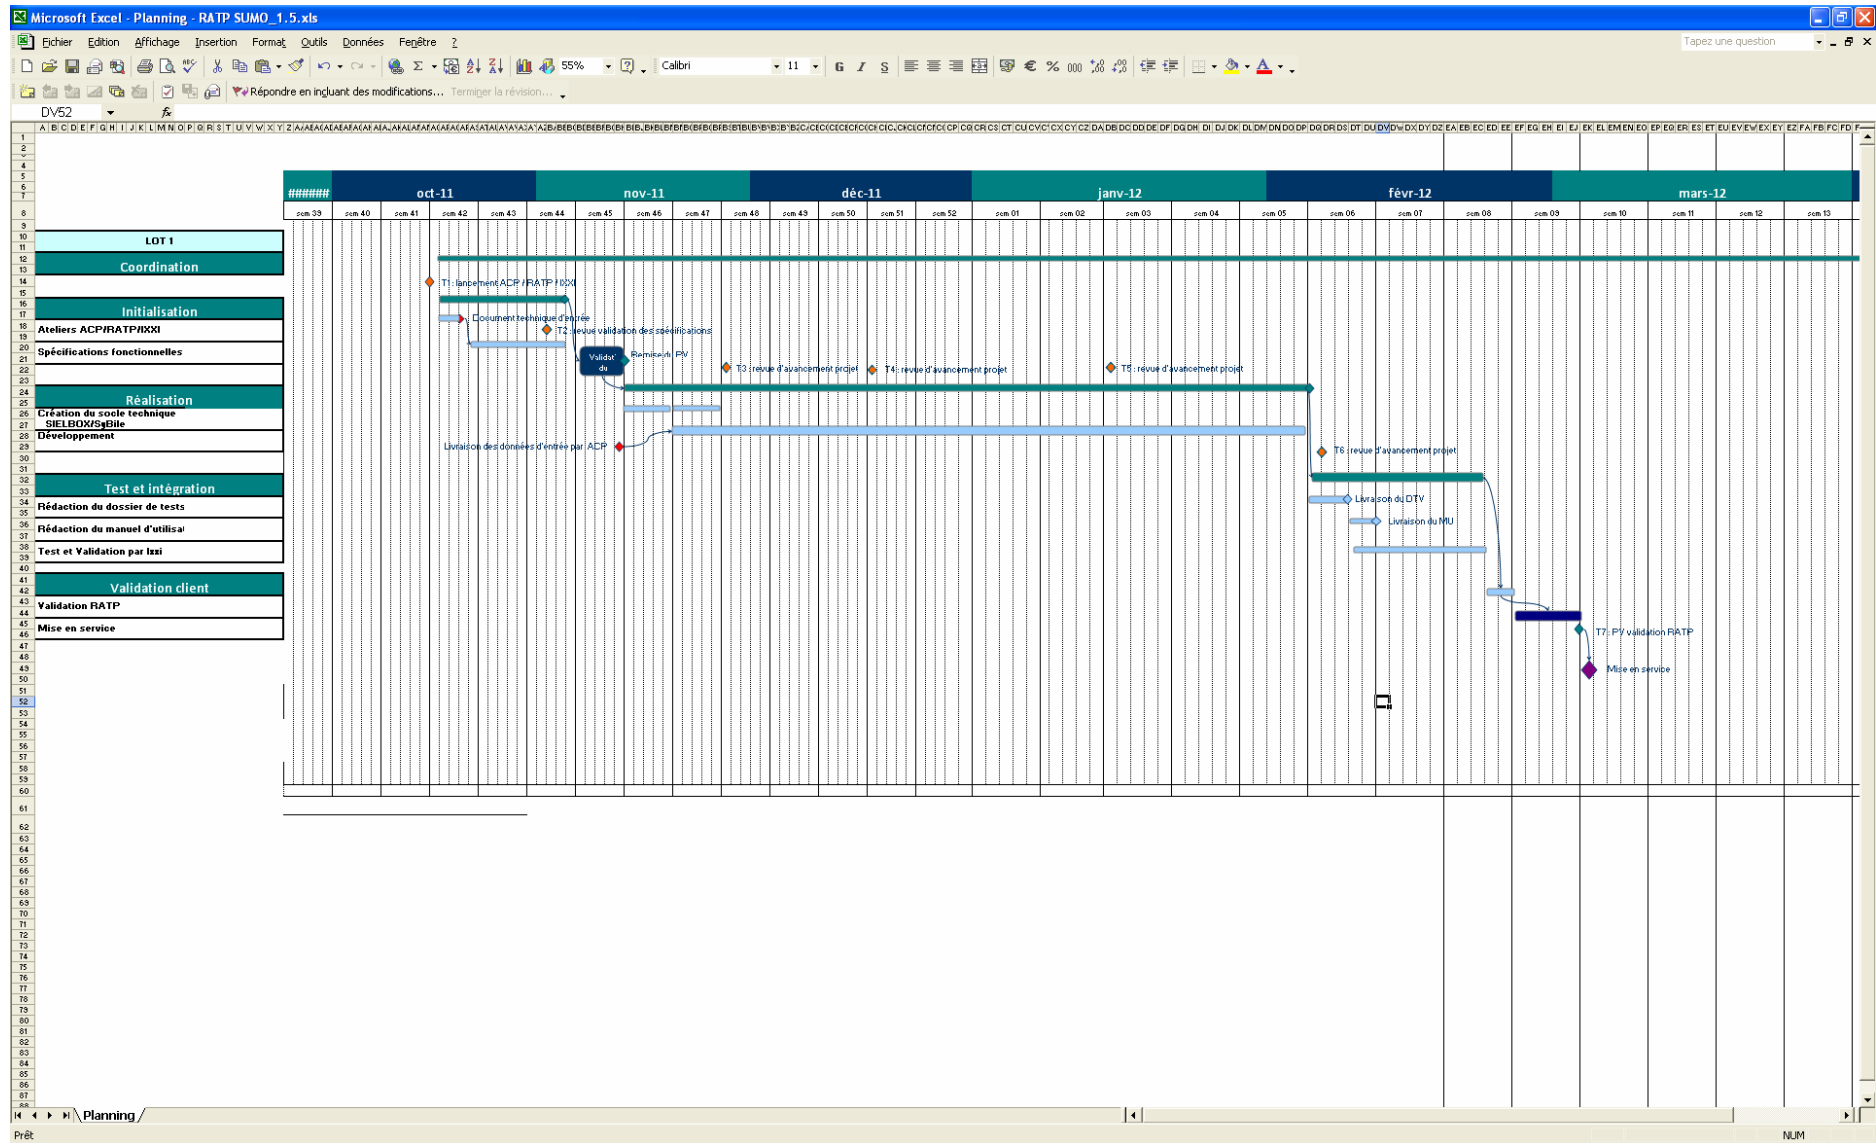 Microsoft Excel - Planning - RATP SUMO_1.5.xls
Fichier Edition Affichage Insertion Format Outils Données Fenêtre ?
Tapez une question
55%
Calibri
11
G I S
Répondre en incluant des modifications... Terminer la révision...
DV52
fx
###### oct-11 nov-11 déc-11 janv-12 févr-12 mars-12
sem 39 sem 40 sem 41 sem 42 sem 43 sem 44 sem 45 sem 46 sem 47 sem 48 sem 49 sem 50 sem 51 sem 52 sem 01 sem 02 sem 03 sem 04 sem 05 sem 06 sem 07 sem 08 sem 09 sem 10 sem 11 sem 12 sem 13
LOT 1
Coordination
T1 : lancement ACP / RATP / IXXI
Initialisation
Document technique d'entrée
Ateliers ACP/RATP/IXXI
T2 : revue validation des spécifications
Spécifications fonctionnelles
Validat°
du
Remise du PV
T3 : revue d'avancement projet
T4 : revue d'avancement projet
T5 : revue d'avancement projet
Réalisation
Création du socle technique
SIELBOX/SgBile
Développement
Livraison des données d'entrée par ACP
T6 : revue d'avancement projet
Test et intégration
Rédaction du dossier de tests
Livraison du DTV
Rédaction du manuel d'utilisa
Livraison du MU
Test et Validation par Ixxi
Validation client
Validation RATP
Mise en service
T7 : PV validation RATP
Mise en service
Planning
Prêt
NUM